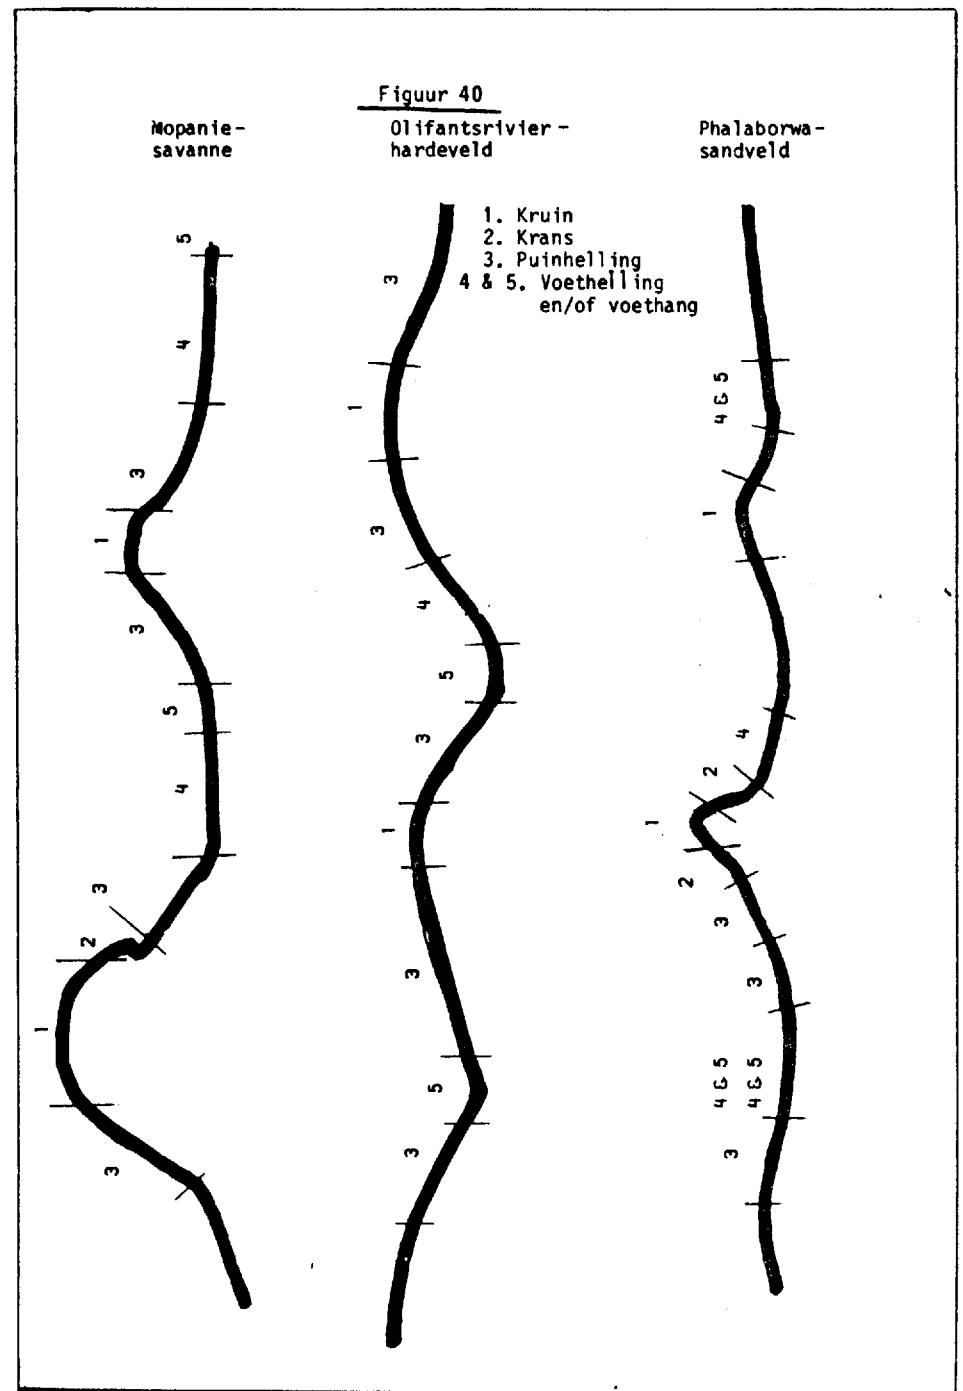 Figuur 40
Mopanie-
savanne
Olifantsrivier-
hardeveld
Phalaborwa-
sandveld
1. Kruin
2. Krans
3. Puinhelling
4 & 5. Voethelling
en/of voethang
5
4
3
1
3
5
4
3
2
1
3
3
1
3
4
5
3
1
3
5
3
4 & 5
1
4
2
1
2
3
3
4 & 5
4 & 5
3